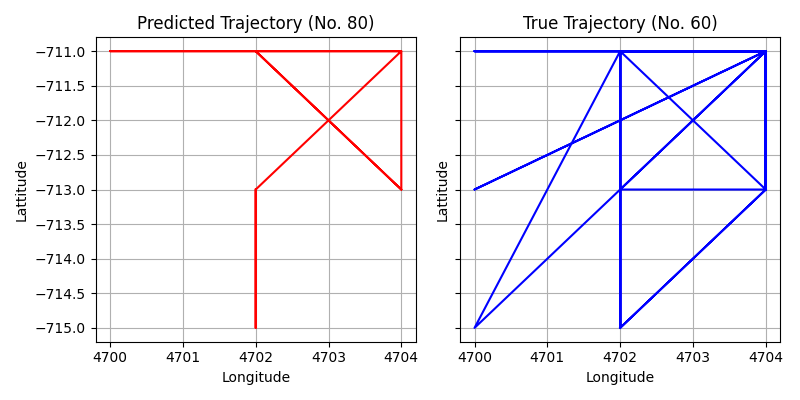 Predicted Trajectory (No. 80)
−711.0
−711.5
−712.0
−712.5
−713.0
−713.5
−714.0
−714.5
−715.0
Lattitude
4700 4701 4702 4703 4704
Longitude
True Trajectory (No. 60)
Lattitude
4700 4701 4702 4703 4704
Longitude